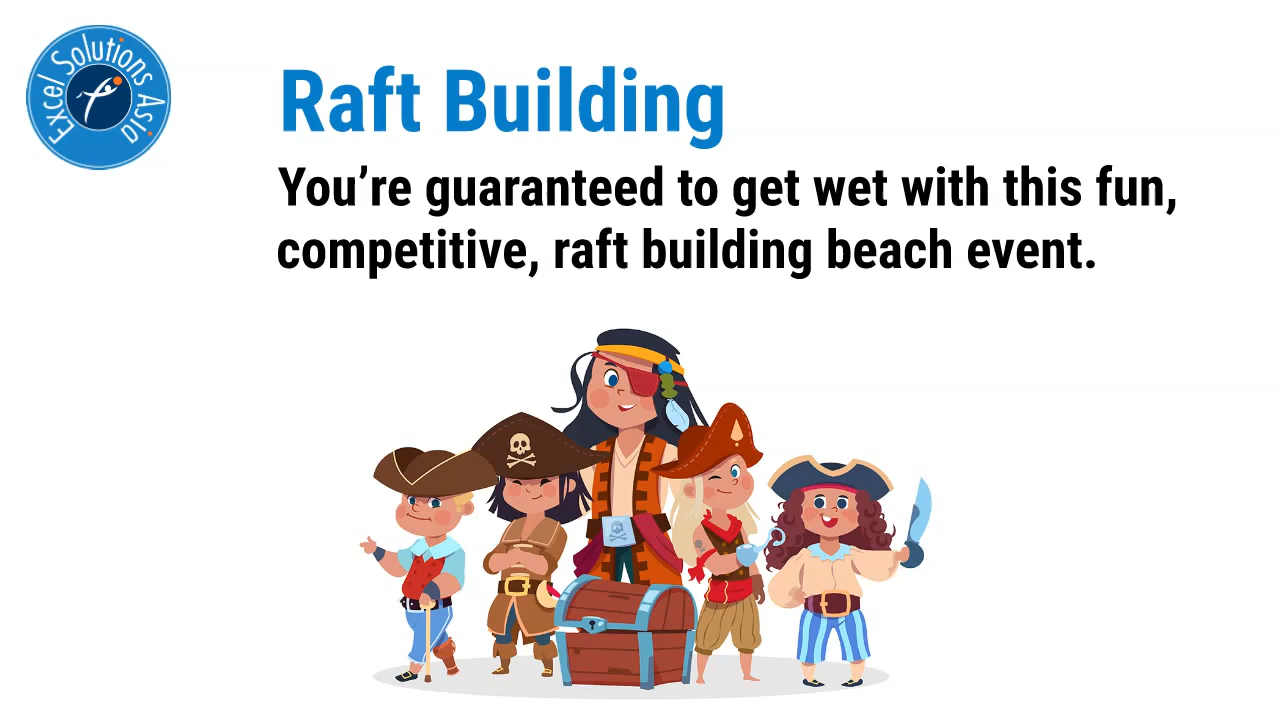 Excel Solutions Asia
Raft Building
You’re guaranteed to get wet with this fun,
competitive, raft building beach event.